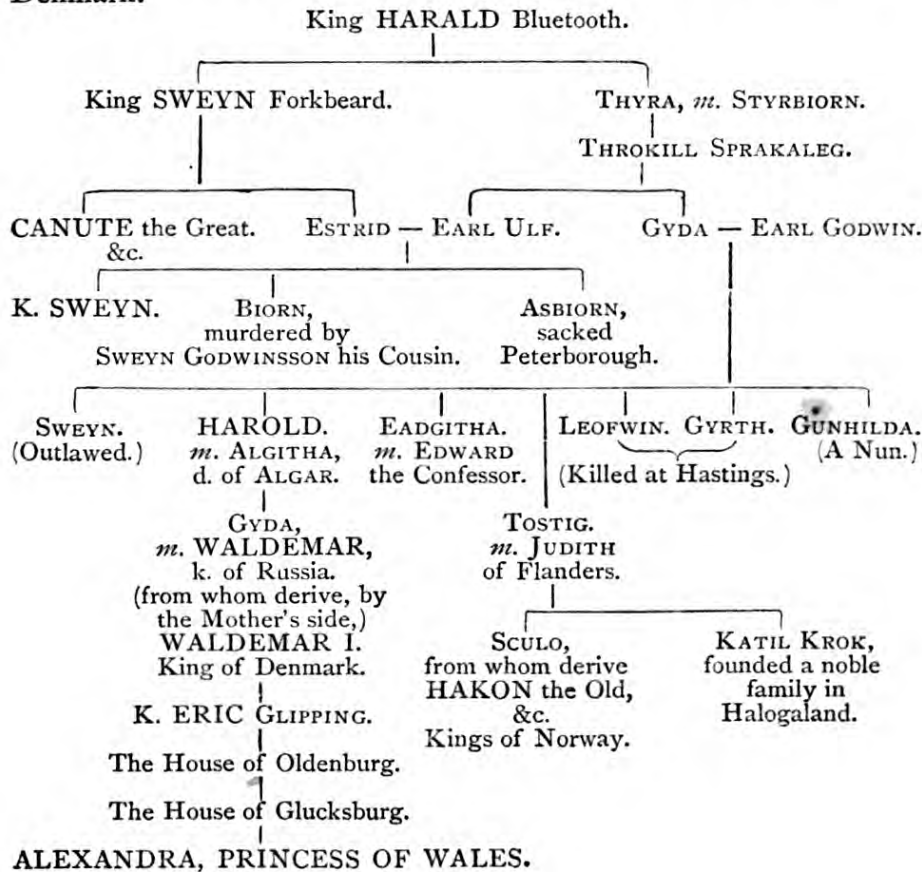 Denmark.
King HARALD Bluetooth.
King SWEYN Forkbeard. THYRA, m. STYRBIORN.
THROKILL SPRAKALEG.
CANUTE the Great. ESTRID — EARL ULF. GYDA — EARL GODWIN.
&c.
K. SWEYN. BIORN, ASBIORN,
murdered by sacked
SWEYN GODWINSSON his Cousin. Peterborough.
SWEYN. HAROLD. EADGITHA. LEOFWIN. GYRTH. GUNHILDA.
(Outlawed.) m. ALGITHA, m. EDWARD (A Nun.)
d. of ALGAR. the Confessor. (Killed at Hastings.)
GYDA, TOSTIG.
m. WALDEMAR, m. JUDITH
k. of Russia. of Flanders.
(from whom derive, by
the Mother's side,)
WALDEMAR I. SCULO, KATIL KROK,
King of Denmark. from whom derive founded a noble
HAKON the Old, family in
K. ERIC GLIPPING. &c. Halogaland.
Kings of Norway.
The House of Oldenburg.
The House of Glucksburg.
ALEXANDRA, PRINCESS OF WALES.